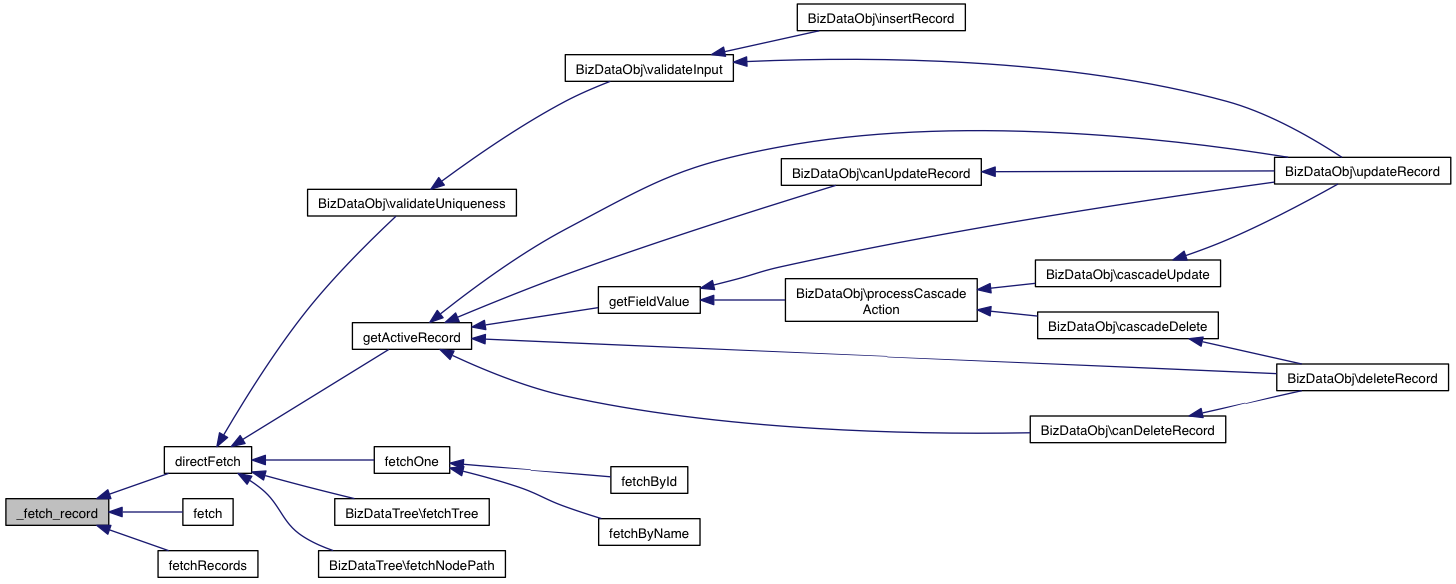 BizDataObj\insertRecord
BizDataObj\validateInput
BizDataObj\canUpdateRecord
BizDataObj\updateRecord
BizDataObj\validateUniqueness
BizDataObj\cascadeUpdate
BizDataObj\processCascade
Action
getFieldValue
BizDataObj\cascadeDelete
getActiveRecord
BizDataObj\deleteRecord
BizDataObj\canDeleteRecord
directFetch
fetchOne
fetchById
_fetch_record
fetch
BizDataTree\fetchTree
fetchByName
fetchRecords
BizDataTree\fetchNodePath